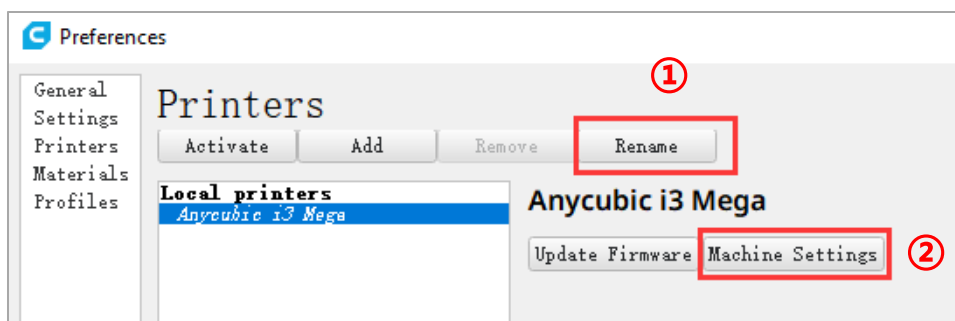 Preferences
General
Settings
Printers
Materials
Profiles
Printers
①
Activate Add Remove Rename
Local printers
Anycubic i3 Mega
Anycubic i3 Mega
Update Firmware Machine Settings ②